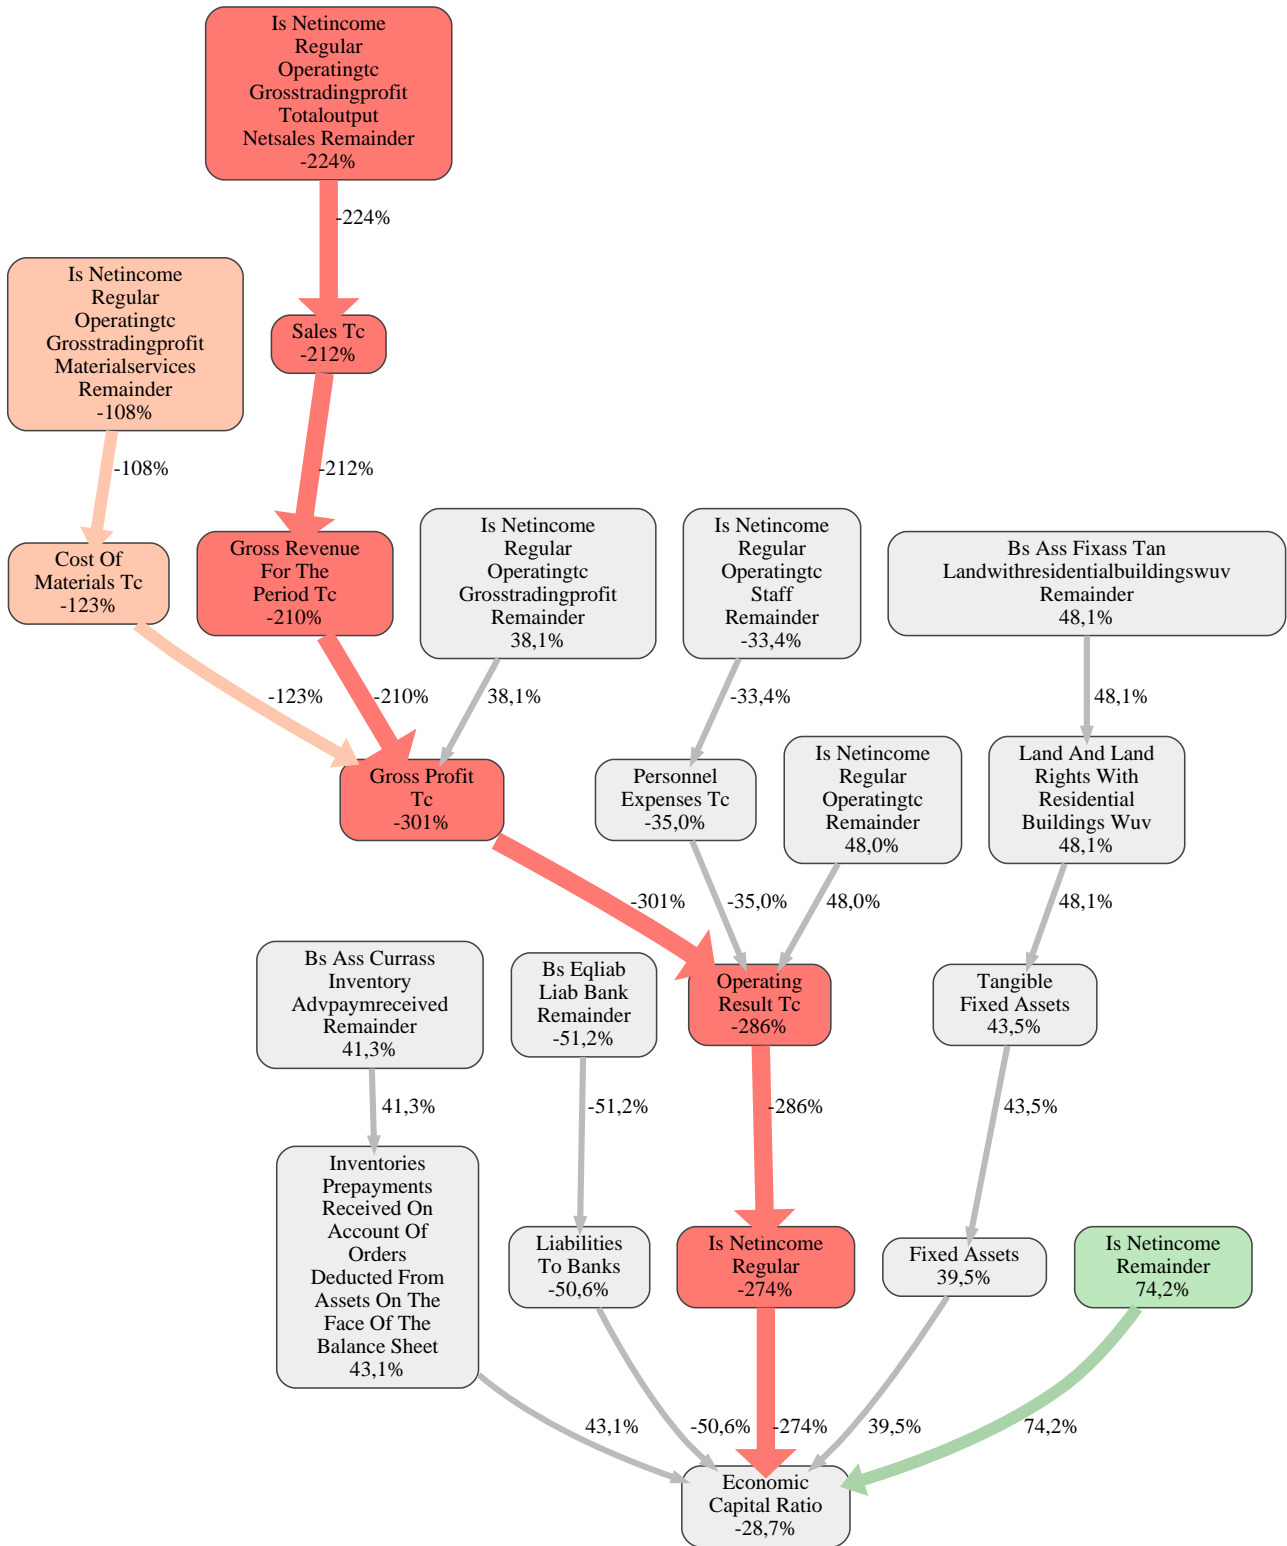 Is Netincome
Regular
Operatingtc
Grosstradingprofit
Totaloutput
Netsales Remainder
-224%
-224%
Is Netincome
Regular
Operatingtc
Grosstradingprofit
Materialservices
Remainder
-108%
Sales Tc
-212%
-108%
-212%
Cost Of
Materials Tc
-123%
Gross Revenue
For The
Period Tc
-210%
Is Netincome
Regular
Operatingtc
Grosstradingprofit
Remainder
38,1%
Is Netincome
Regular
Operatingtc
Staff
Remainder
-33,4%
Bs Ass Fixass Tan
Landwithresidentialbuildingswuv
Remainder
48,1%
-123%
-210%
38,1%
-33,4%
48,1%
Gross Profit
Tc
-301%
Personnel
Expenses Tc
-35,0%
Is Netincome
Regular
Operatingtc
Remainder
48,0%
Land And Land
Rights With
Residential
Buildings Wuv
48,1%
-301%
-35,0%
48,0%
48,1%
Bs Ass Currass
Inventory
Advpaymreceived
Remainder
41,3%
Bs Eqliab
Liab Bank
Remainder
-51,2%
Operating
Result Tc
-286%
Tangible
Fixed Assets
43,5%
41,3%
-51,2%
-286%
43,5%
Inventories
Prepayments
Received On
Account Of
Orders
Deducted From
Assets On The
Face Of The
Balance Sheet
43,1%
Liabilities
To Banks
-50,6%
Is Netincome
Regular
-274%
Fixed Assets
39,5%
Is Netincome
Remainder
74,2%
43,1%
-50,6%
-274%
39,5%
74,2%
Economic
Capital Ratio
-28,7%